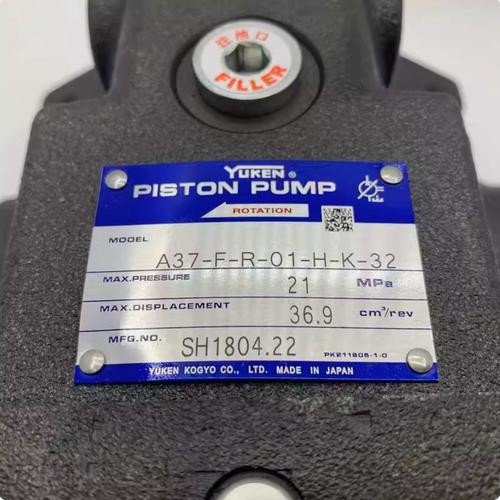 注油口
FILLER
YUKEN®
PISTON PUMP
ROTATION
MODEL A37-F-R-01-H-K-32
MAX.PRESSURE 21 MPa
MAX.DISPLACEMENT 36.9 cm³/rev
MFG.NO. SH1804.22
PK211805-1-0
YUKEN KOGYO CO., LTD. MADE IN JAPAN